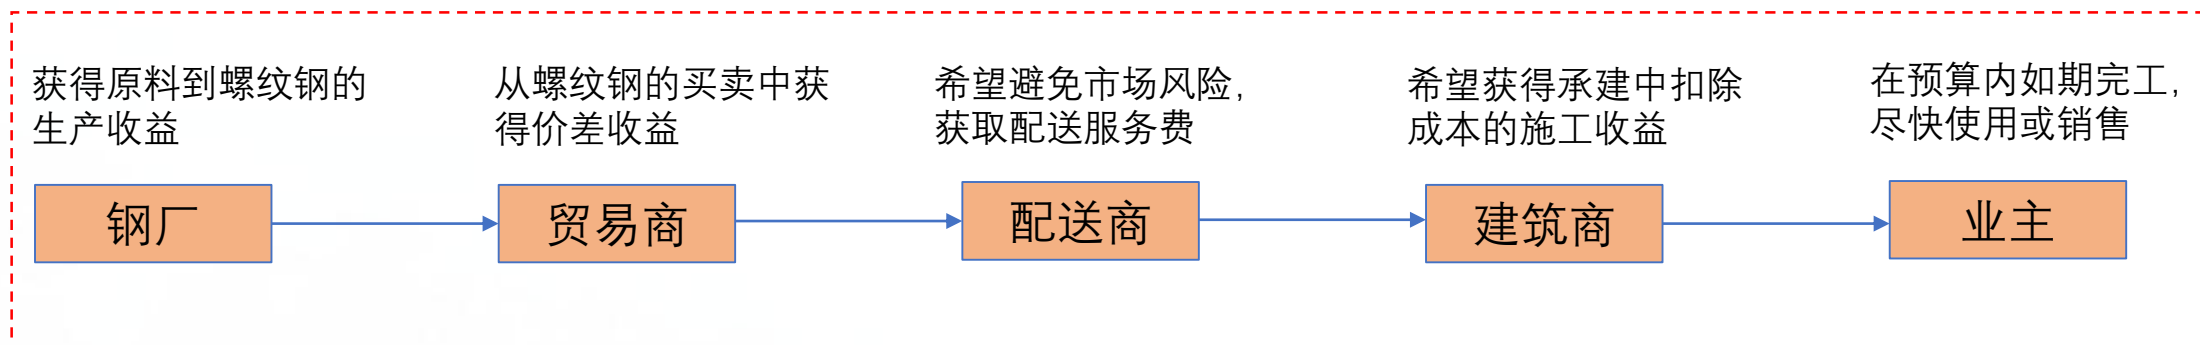 获得原料到螺纹钢的
生产收益
从螺纹钢的买卖中获
得价差收益
希望避免市场风险,
获取配送服务费
希望获得承建中扣除
成本的施工收益
在预算内如期完工,
尽快使用或销售
钢厂
贸易商
配送商
建筑商
业主